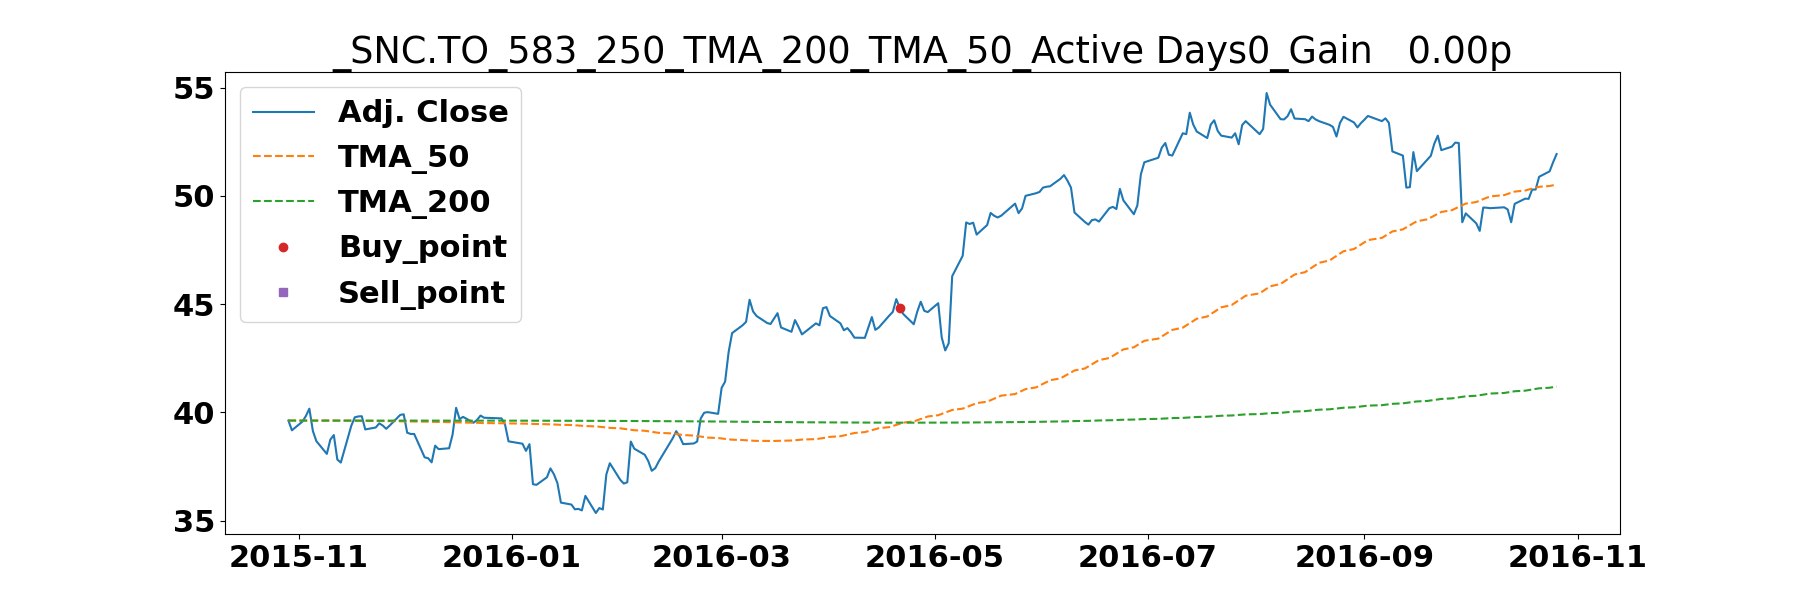 _SNC.TO_583_250_TMA_200_TMA_50_Active Days0_Gain   0.00p
55
50
45
40
35
Adj. Close
TMA_50
TMA_200
Buy_point
Sell_point
2015-11 2016-01 2016-03 2016-05 2016-07 2016-09 2016-11